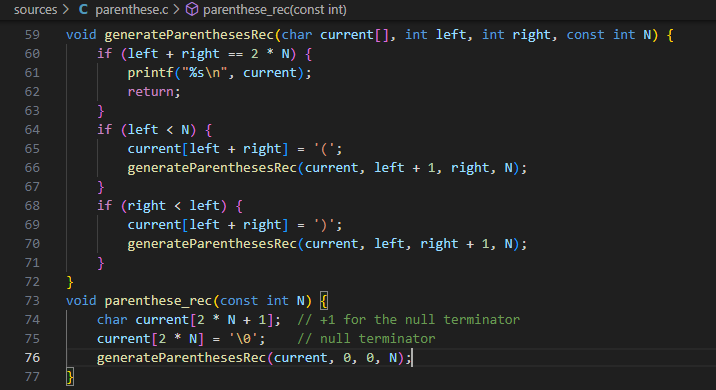 sources > C parenthese.c > parenthese_rec(const int)
59 void generateParenthesesRec(char current[], int left, int right, const int N) {
60     if (left + right == 2 * N) {
61         printf("%s\n", current);
62         return;
63     }
64     if (left < N) {
65         current[left + right] = '(';
66         generateParenthesesRec(current, left + 1, right, N);
67     }
68     if (right < left) {
69         current[left + right] = ')';
70         generateParenthesesRec(current, left, right + 1, N);
71     }
72 }
73 void parenthese_rec(const int N) {
74     char current[2 * N + 1];  // +1 for the null terminator
75     current[2 * N] = '\0';    // null terminator
76     generateParenthesesRec(current, 0, 0, N);
77 }